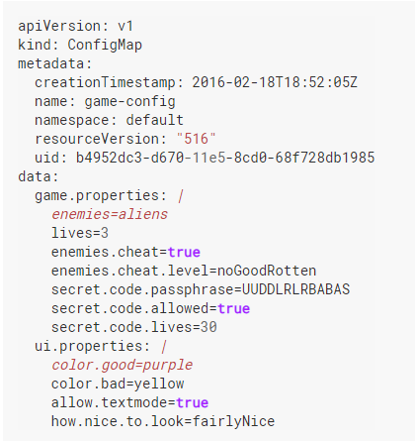 apiVersion: v1
kind: ConfigMap
metadata:
  creationTimestamp: 2016-02-18T18:52:05Z
  name: game-config
  namespace: default
  resourceVersion: "516"
  uid: b4952dc3-d670-11e5-8cd0-68f728db1985
data:
  game.properties: |
    enemies=aliens
    lives=3
    enemies.cheat=true
    enemies.cheat.level=noGoodRotten
    secret.code.passphrase=UUDDLRLRBABAS
    secret.code.allowed=true
    secret.code.lives=30
  ui.properties: |
    color.good=purple
    color.bad=yellow
    allow.textmode=true
    how.nice.to.look=fairlyNice